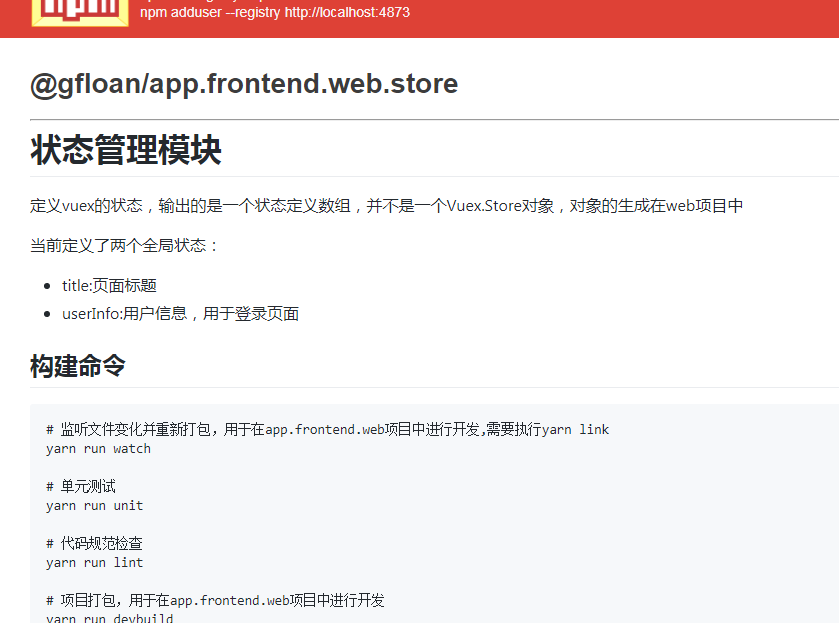 npm
npm adduser --registry http://localhost:4873
@gfloan/app.frontend.web.store
状态管理模块
定义vuex的状态，输出的是一个状态定义数组，并不是一个Vuex.Store对象，对象的生成在web项目中
当前定义了两个全局状态：
title:页面标题
userInfo:用户信息，用于登录页面
构建命令
# 监听文件变化并重新打包，用于在app.frontend.web项目中进行开发,需要执行yarn link
yarn run watch
# 单元测试
yarn run unit
# 代码规范检查
yarn run lint
# 项目打包，用于在app.frontend.web项目中进行开发
yarn run devbuild